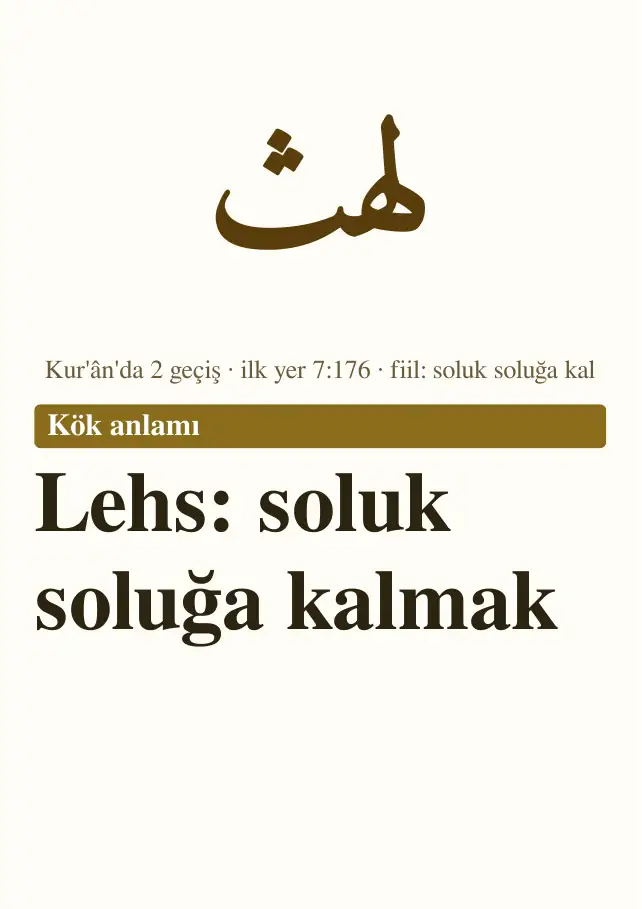 لهث
Kur'ân'da 2 geçiş · ilk yer 7:176 · fiil: soluk soluğa kal
Kök anlamı
Lehs: soluk
soluğa kalmak